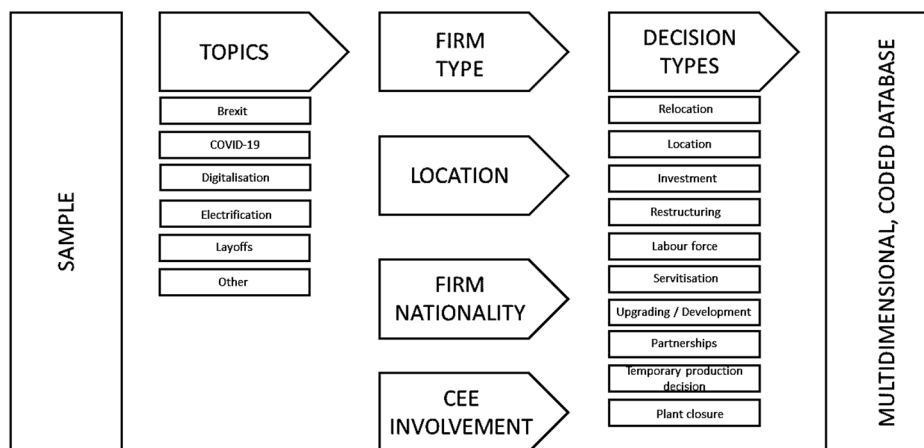 SAMPLE
TOPICS
Brexit
COVID-19
Digitalisation
Electrification
Layoffs
Other
FIRM
TYPE
LOCATION
FIRM
NATIONALITY
CEE
INVOLVEMENT
DECISION
TYPES
Relocation
Location
Investment
Restructuring
Labour force
Servitisation
Upgrading / Development
Partnerships
Temporary production
decision
Plant closure
MULTIDIMENSIONAL, CODED DATABASE